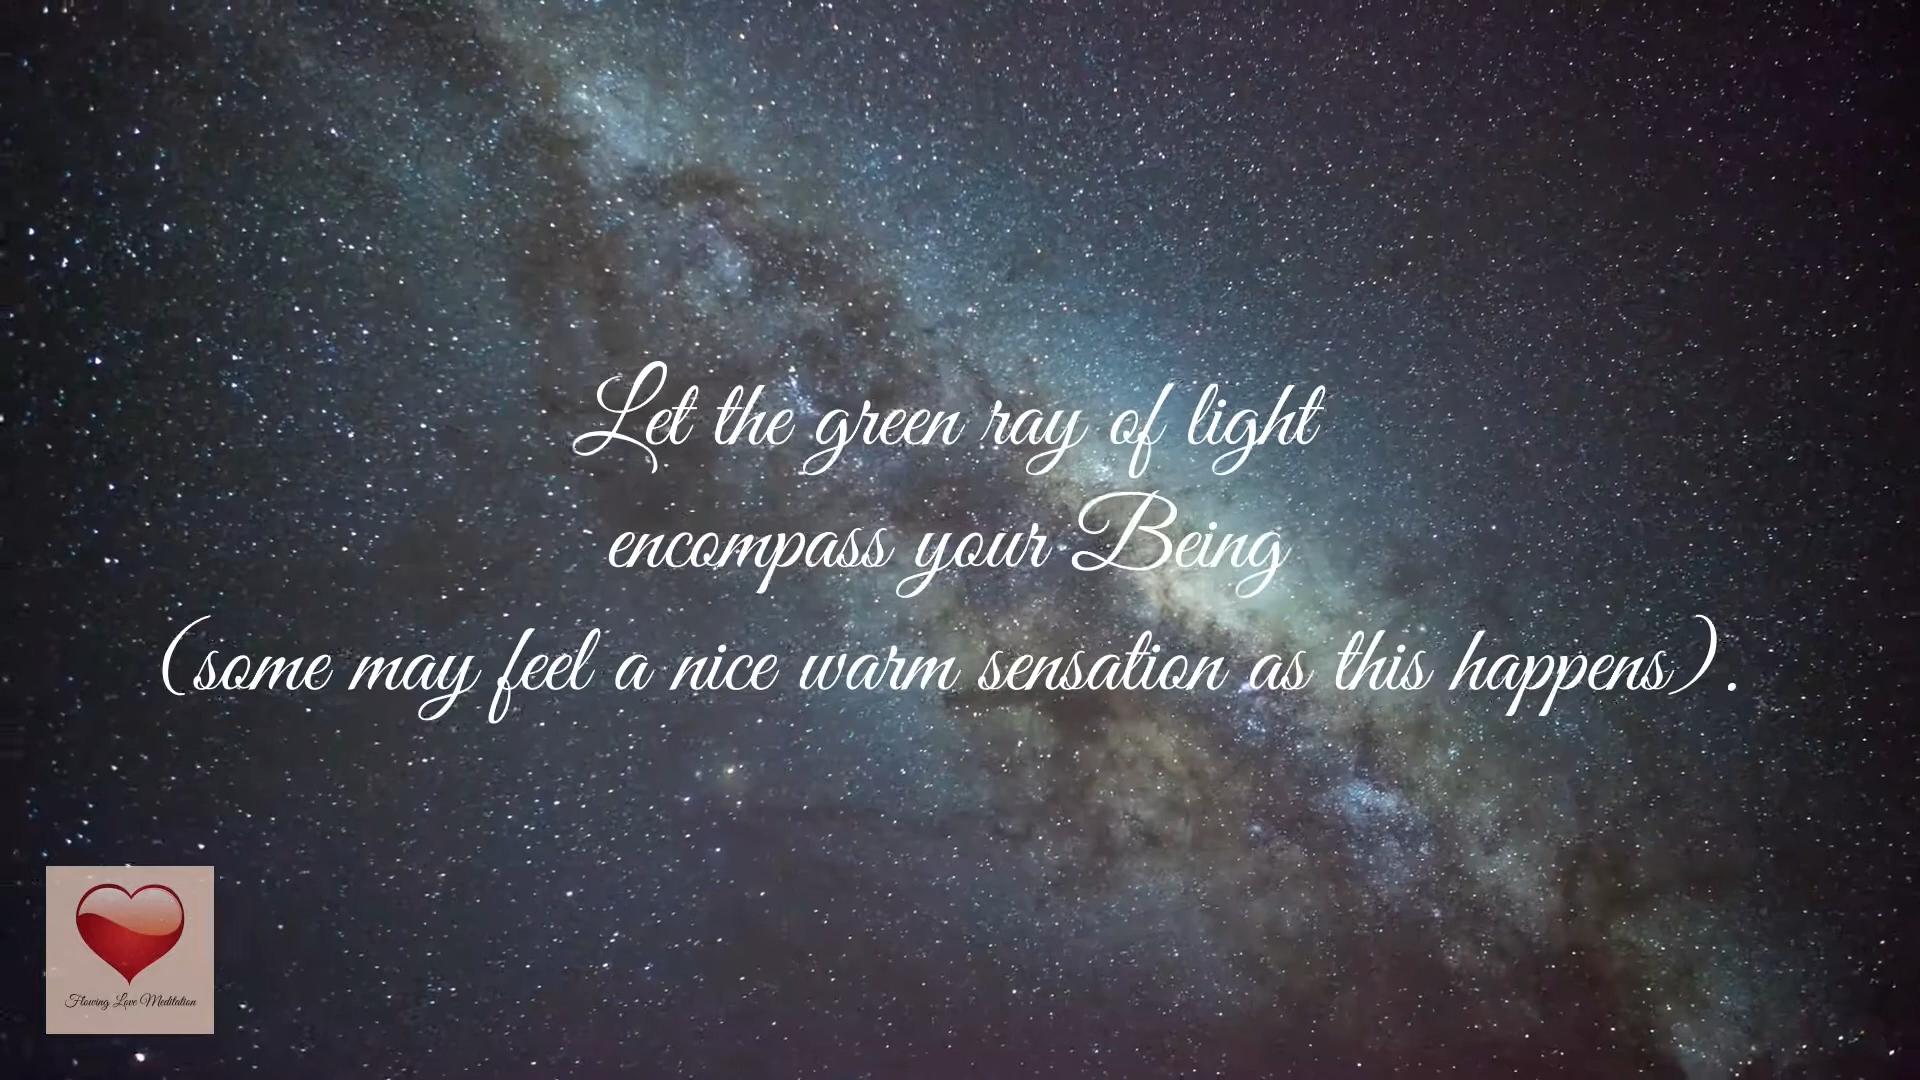 Let the green ray of light
encompass your Being
(some may feel a nice warm sensation as this happens).
Flowing Love Meditation